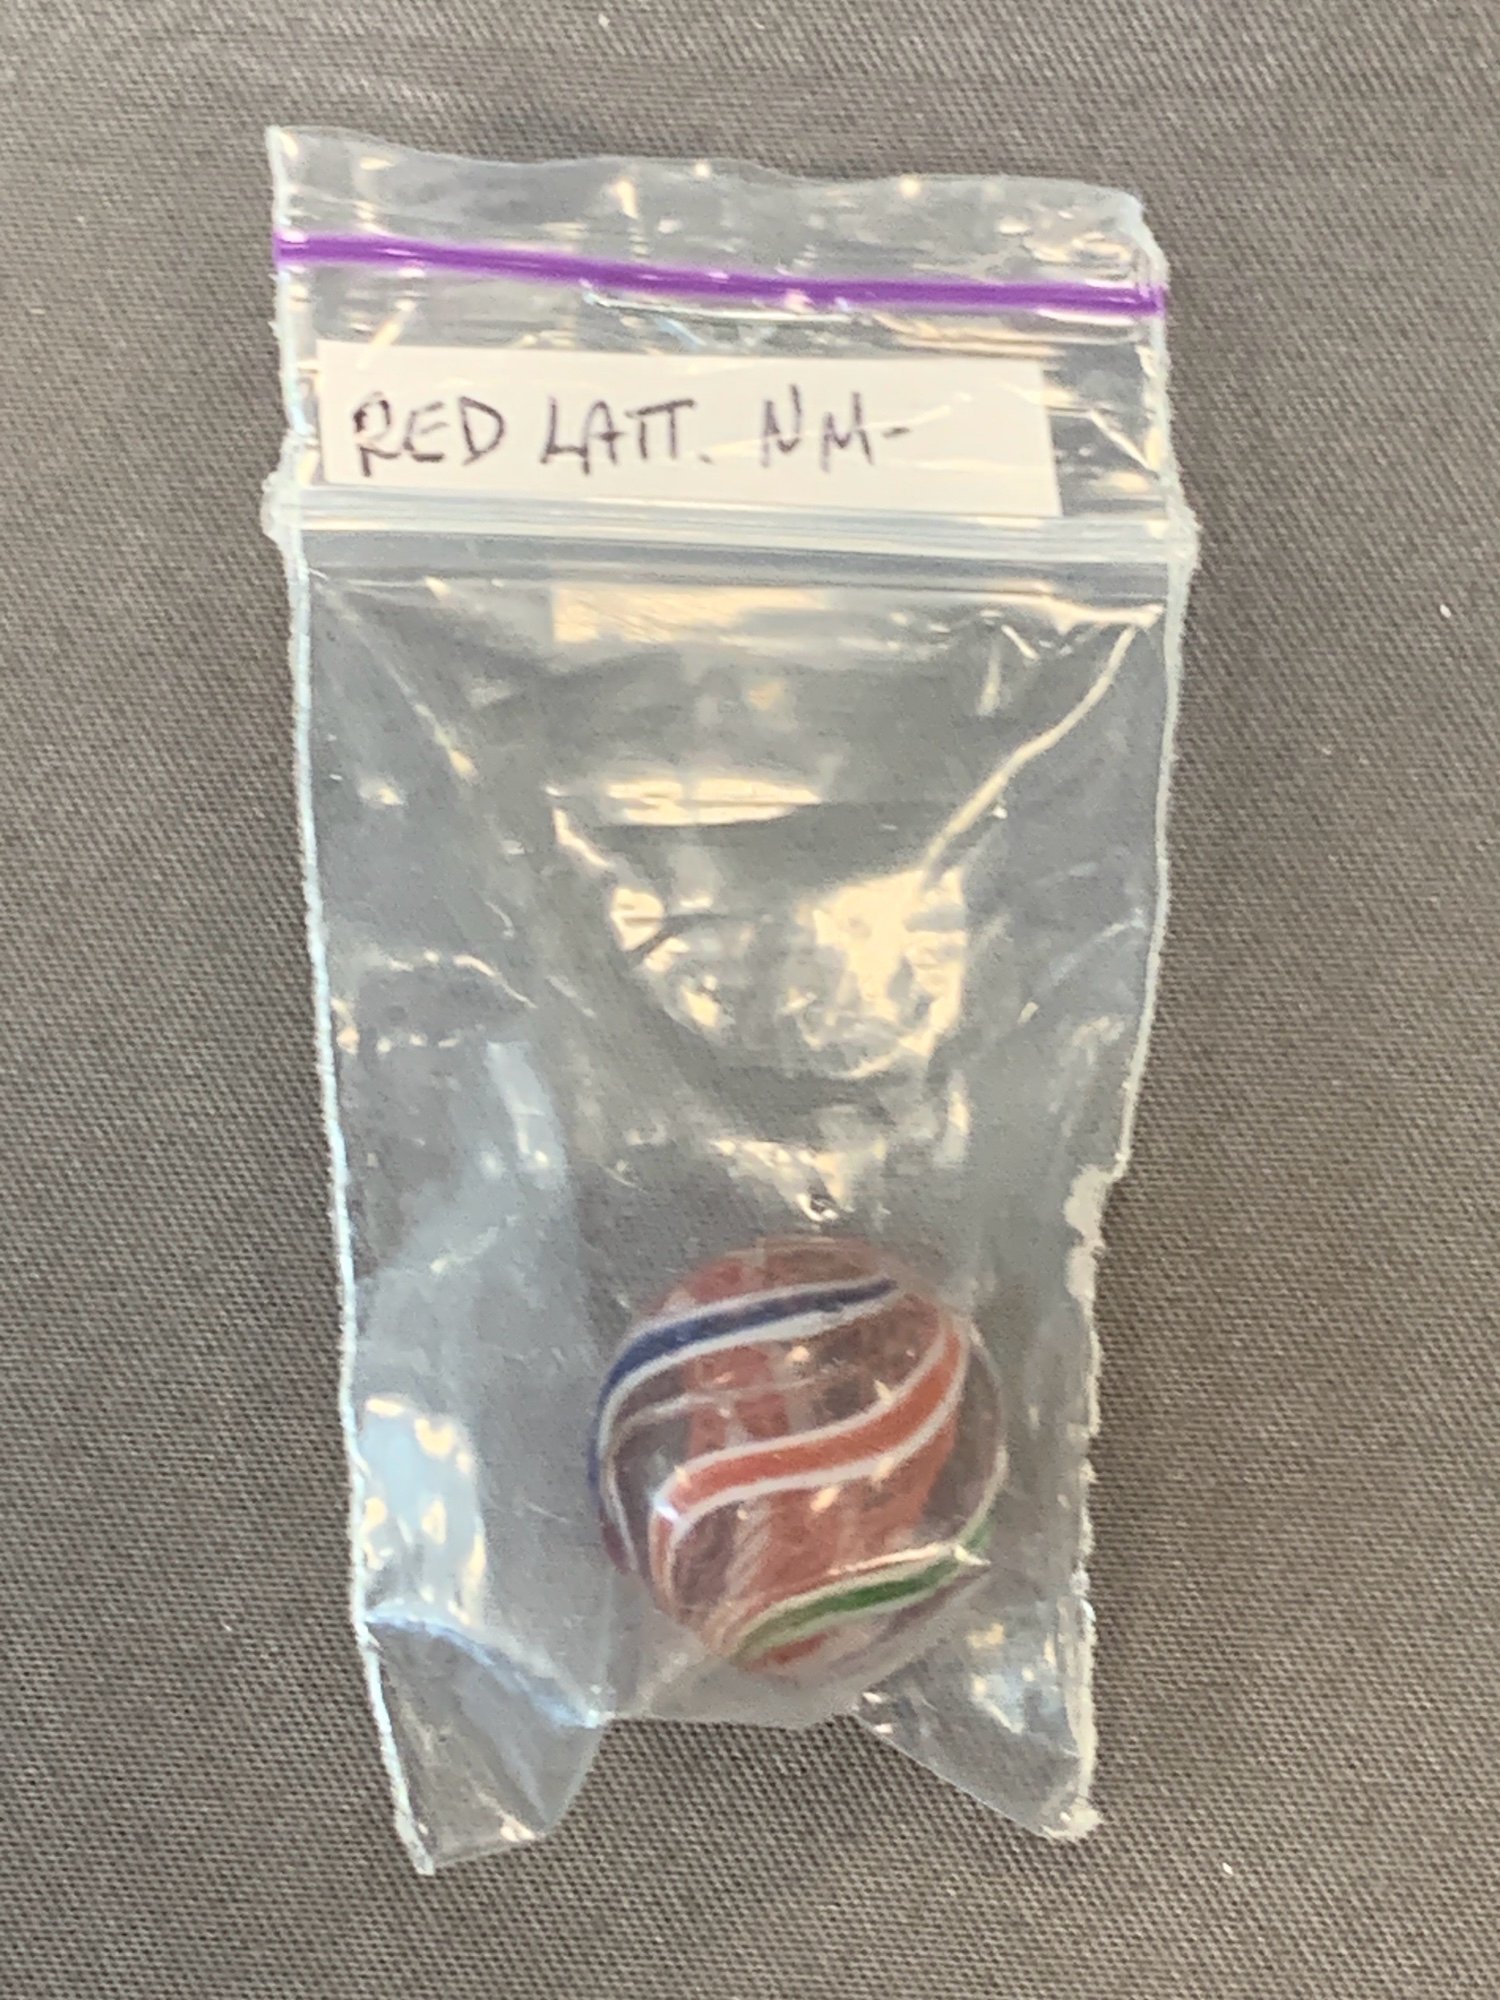 RED LATT. NM-